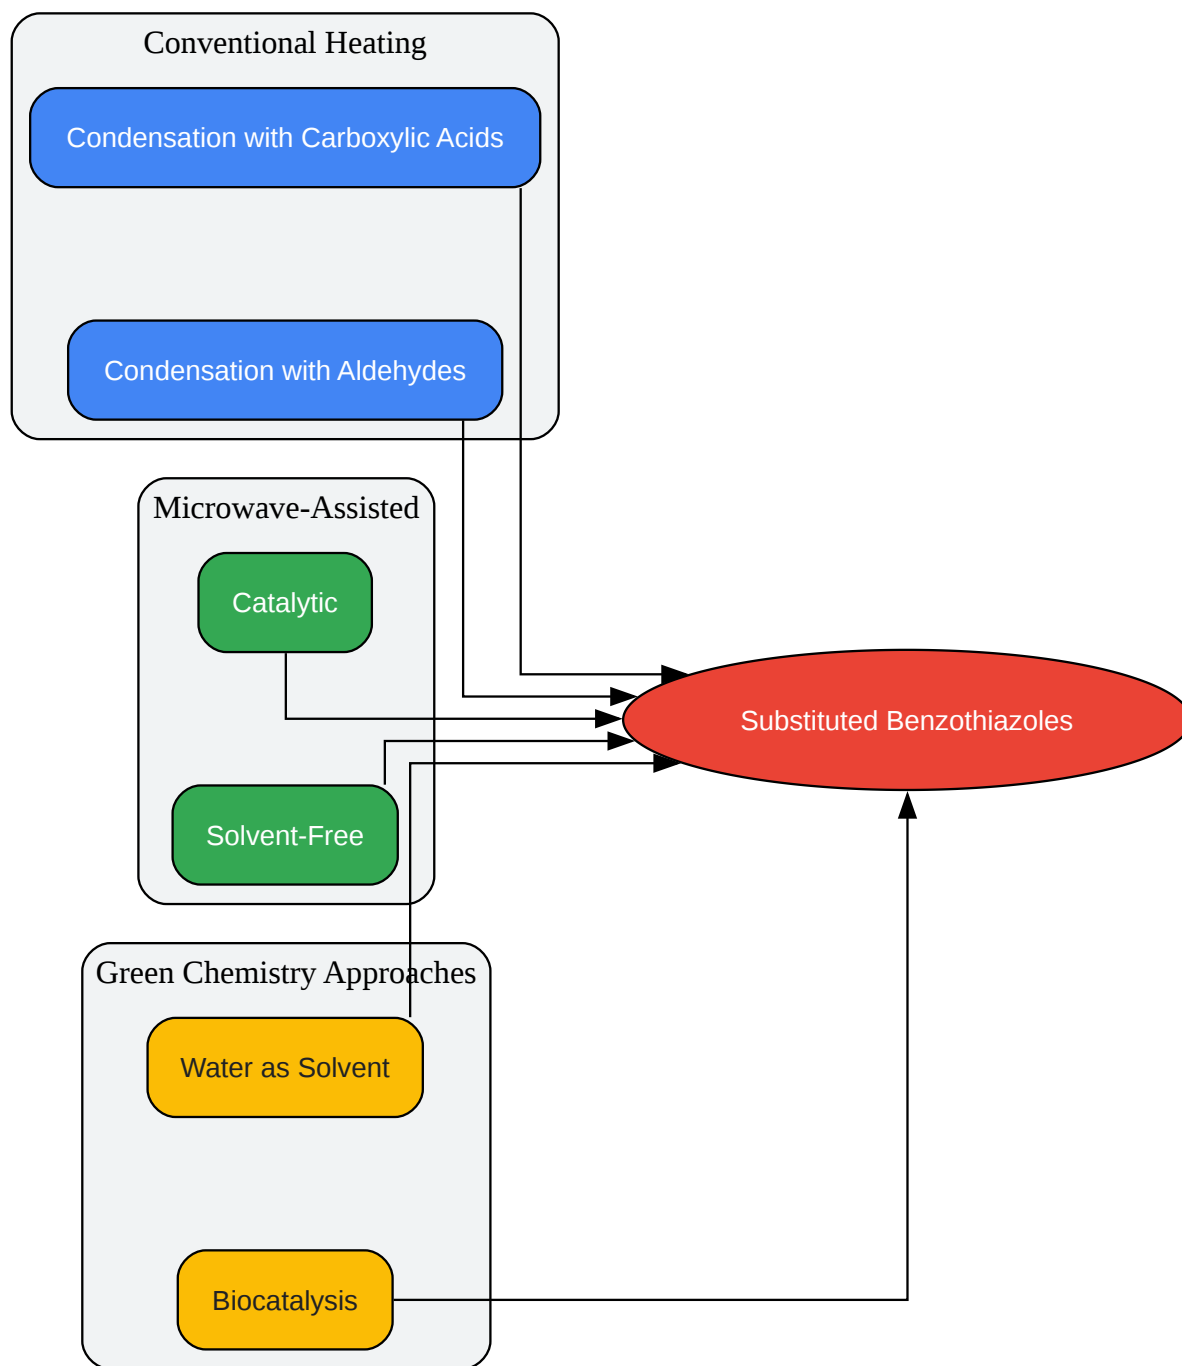 Conventional Heating
Condensation with Carboxylic Acids
Condensation with Aldehydes
Microwave-Assisted
Catalytic
Substituted Benzothiazoles
Solvent-Free
Green Chemistry Approaches
Water as Solvent
Biocatalysis